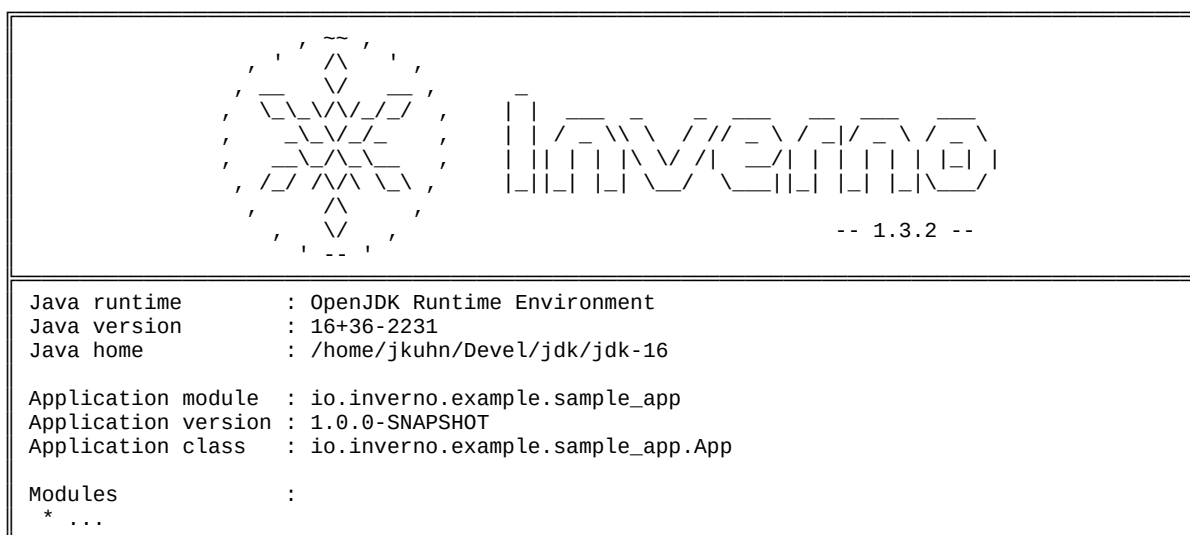 Inverno
-- 1.3.2 --
Java runtime : OpenJDK Runtime Environment
Java version : 16+36-2231
Java home : /home/jkuhn/Devel/jdk/jdk-16
Application module : io.inverno.example.sample_app
Application version : 1.0.0-SNAPSHOT
Application class : io.inverno.example.sample_app.App
Modules :
* ...